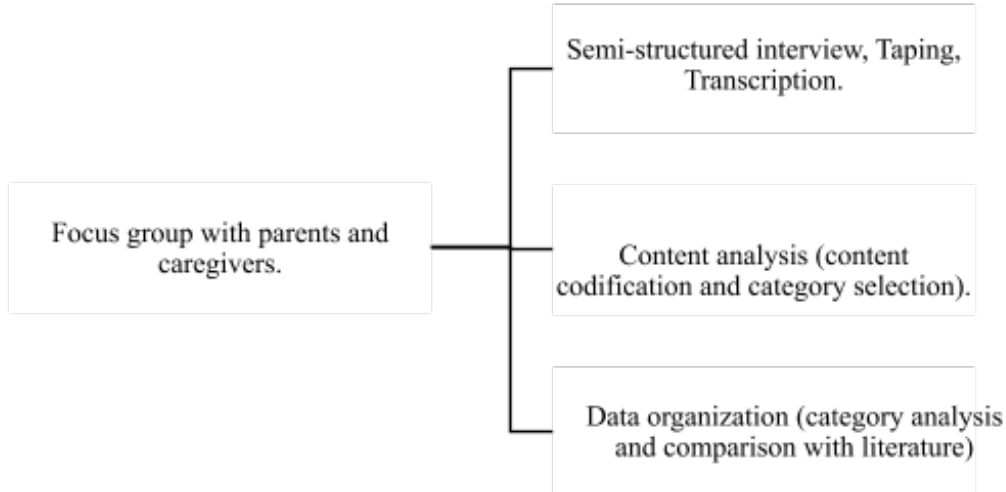 Semi-structured interview, Taping,
Transcription.
Focus group with parents and
caregivers.
Content analysis (content
codification and category selection).
Data organization (category analysis
and comparison with literature)